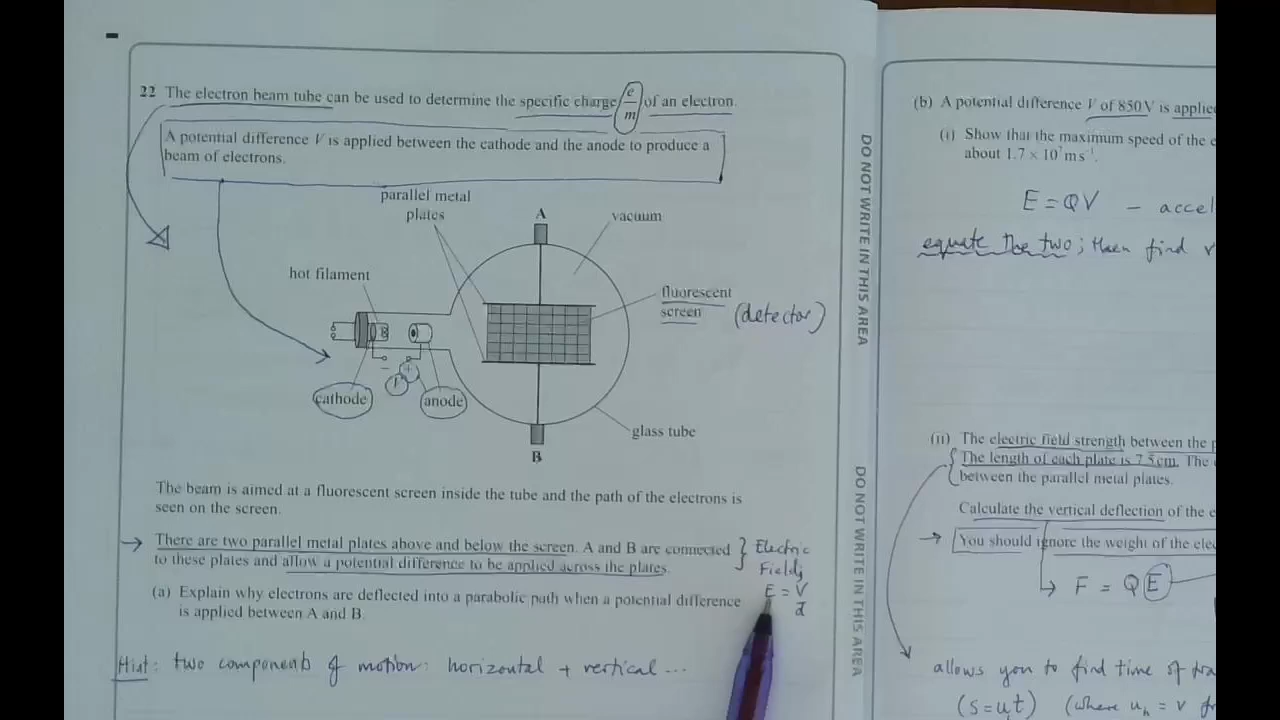 22 The electron beam tube can be used to determine the specific charge e/m of an electron.
A potential difference V is applied between the cathode and the anode to produce a
beam of electrons.
parallel metal
plates
A
vacuum
hot filament
fluorescent
screen
(detector)
−
+
V
cathode
anode
glass tube
B
The beam is aimed at a fluorescent screen inside the tube and the path of the electrons is
seen on the screen.
There are two parallel metal plates above and below the screen. A and B are connected
to these plates and allow a potential difference to be applied across the plates.
Electric
Fields
E = V
d
(a) Explain why electrons are deflected into a parabolic path when a potential difference
is applied between A and B.
Hint: two components of motion: horizontal + vertical ...
DO NOT WRITE IN THIS AREA
DO NOT WRITE IN THIS AREA
(b) A potential difference V of 850 V is applie
(i) Show that the maximum speed of the e
about 1.7 × 10⁷ m s⁻¹.
E = QV – accel
equate the two; then find v
(ii) The electric field strength between the p
The length of each plate is 7.5 cm. The
between the parallel metal plates.
Calculate the vertical deflection of the e
You should ignore the weight of the elec
F = QE
allows you to find time of tra
(s = uₕt) (where uₕ = v fr